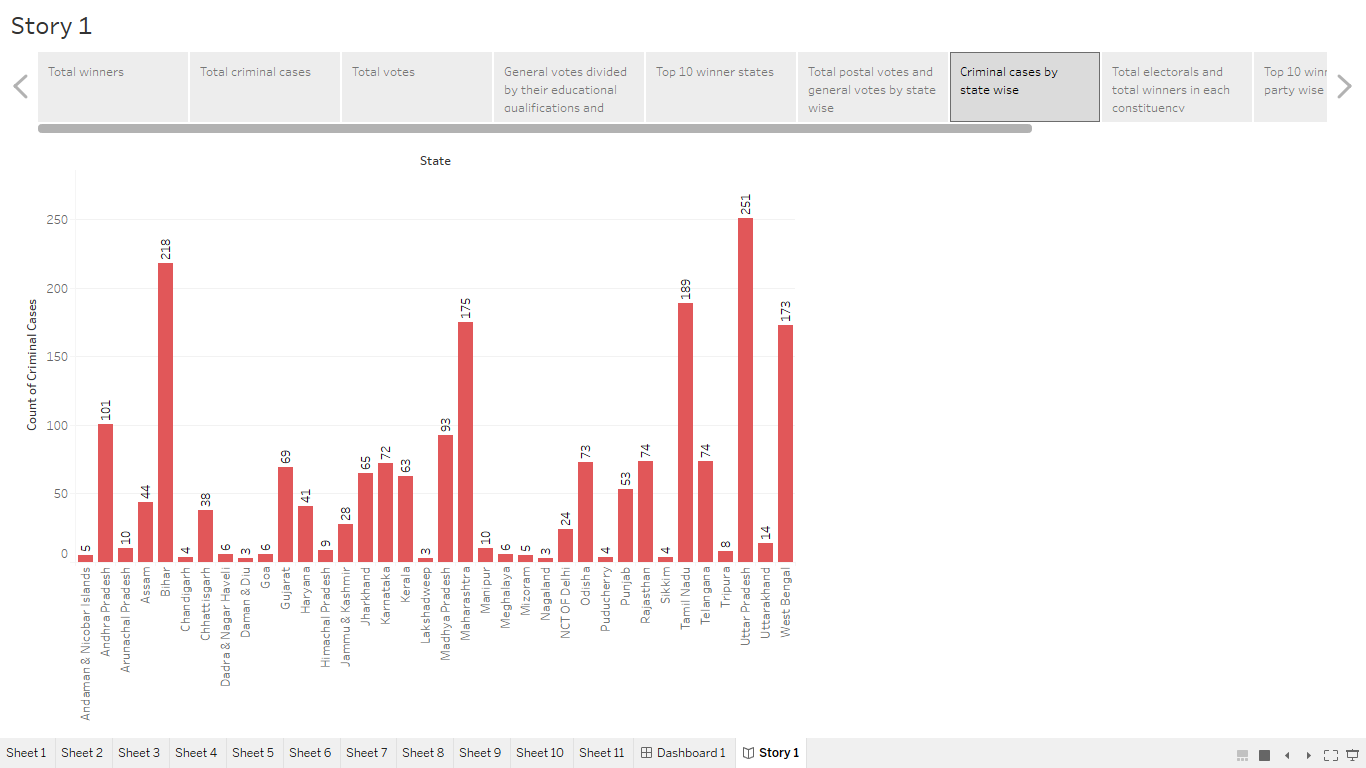 Story 1
Total winners
Total criminal cases
Total votes
General votes divided
by their educational
qualifications and
Top 10 winner states
Total postal votes and
general votes by state
wise
Criminal cases by
state wise
Total electorals and
total winners in each
constituency
Top 10 winn
party wise
State
Count of Criminal Cases
250
200
150
100
50
0
5
101
10
44
218
4
38
6
3
6
69
41
9
28
65
72
63
3
93
175
10
6
5
3
24
73
4
53
74
4
189
74
8
251
14
173
Andaman & Nicobar Islands
Andhra Pradesh
Arunachal Pradesh
Assam
Bihar
Chandigarh
Chhattisgarh
Dadra & Nagar Haveli
Daman & Diu
Goa
Gujarat
Haryana
Himachal Pradesh
Jammu & Kashmir
Jharkhand
Karnataka
Kerala
Lakshadweep
Madhya Pradesh
Maharashtra
Manipur
Meghalaya
Mizoram
Nagaland
NCT OF Delhi
Odisha
Puducherry
Punjab
Rajasthan
Sikkim
Tamil Nadu
Telangana
Tripura
Uttar Pradesh
Uttarakhand
West Bengal
Sheet 1
Sheet 2
Sheet 3
Sheet 4
Sheet 5
Sheet 6
Sheet 7
Sheet 8
Sheet 9
Sheet 10
Sheet 11
Dashboard 1
Story 1